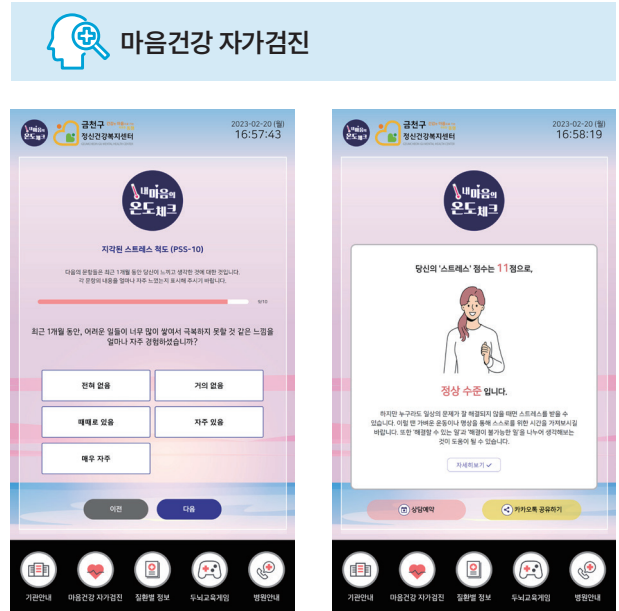 마음건강 자가검진
내마음의
온도체크
금천구
정신건강복지센터
2023-02-20 (월)
16:57:43
내마음의
온도체크
지각된 스트레스 척도 (PSS-10)
다음의 문항들은 최근 1개월 동안 당신이 느끼고 생각한 것에 대한 것입니다.
각 문항의 내용을 얼마나 자주 느꼈는지 표시해 주시기 바랍니다.
최근 1개월 동안, 어려운 일들이 너무 많이 쌓여서 극복하지 못할 것 같은 느낌을
얼마나 자주 경험하셨습니까?
전혀 없음
거의 없음
때때로 있음
자주 있음
매우 자주
이전
다음
기관안내
마음건강 자가검진
질환별 정보
두뇌교육게임
병원안내
내마음의
온도체크
금천구
정신건강복지센터
2023-02-20 (월)
16:58:19
내마음의
온도체크
당신의 '스트레스' 점수는 11점으로,
정상 수준 입니다.
하지만 누구라도 일상의 문제가 잘 해결되지 않을 때면 스트레스를 받을 수
있습니다. 이럴 땐 가벼운 운동이나 명상을 통해 스스로를 위한 시간을 가져보시길
바랍니다. 또한 '해결할 수 있는 일'과 '해결이 불가능한 일'을 나누어 생각해보는
것이 도움이 될 수 있습니다.
자세히보기
상담예약
카카오톡 공유하기
기관안내
마음건강 자가검진
질환별 정보
두뇌교육게임
병원안내